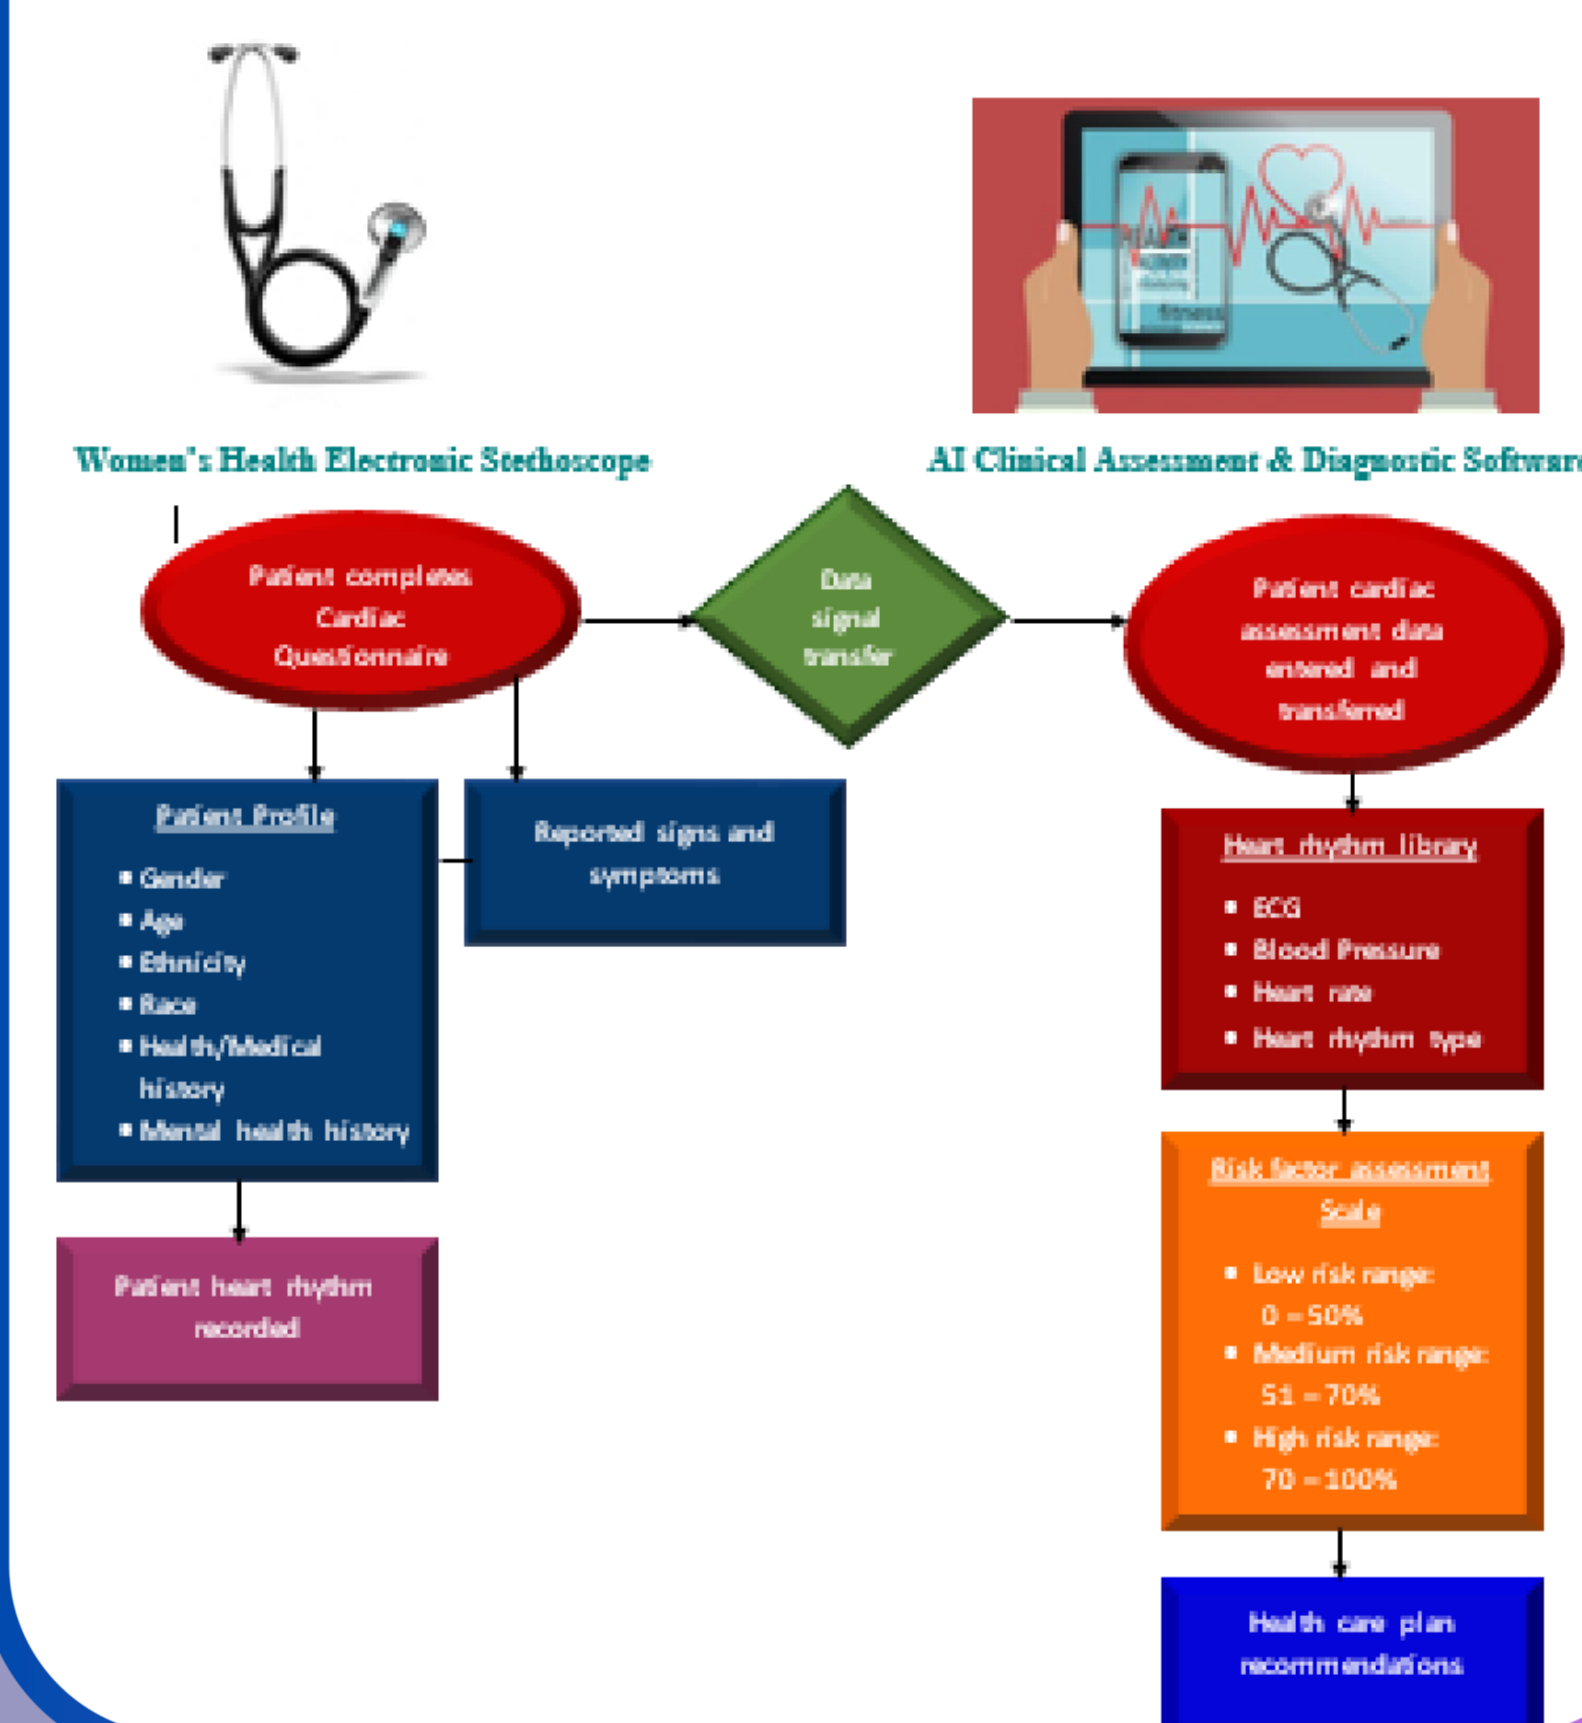 Women's Health Electronic Stethoscope
AI Clinical Assessment & Diagnostic Software
Patient completes
Cardiac
Questionnaire
Data
signal
transfer
Patient cardiac
assessment data
entered and
transferred
Patient Profile
Gender
Age
Ethnicity
Race
Health/Medical
history
Mental health history
Reported signs and
symptoms
Patient heart rhythm
recorded
Heart rhythm library
ECG
Blood Pressure
Heart rate
Heart rhythm type
Risk factor assessment
Scale
Low risk range:
0 – 50%
Medium risk range:
51 – 70%
High risk range:
70 – 100%
Health care plan
recommendations
HEALTH
fitness